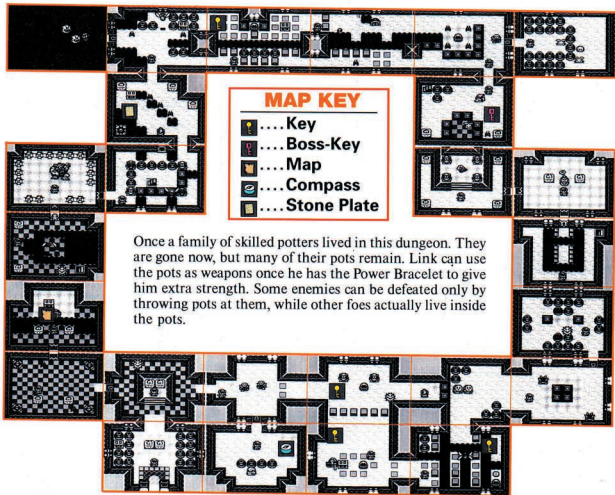 MAP KEY
.... Key
.... Boss-Key
.... Map
.... Compass
.... Stone Plate
Once a family of skilled potters lived in this dungeon. They
are gone now, but many of their pots remain. Link can use
the pots as weapons once he has the Power Bracelet to give
him extra strength. Some enemies can be defeated only by
throwing pots at them, while other foes actually live inside
the pots.